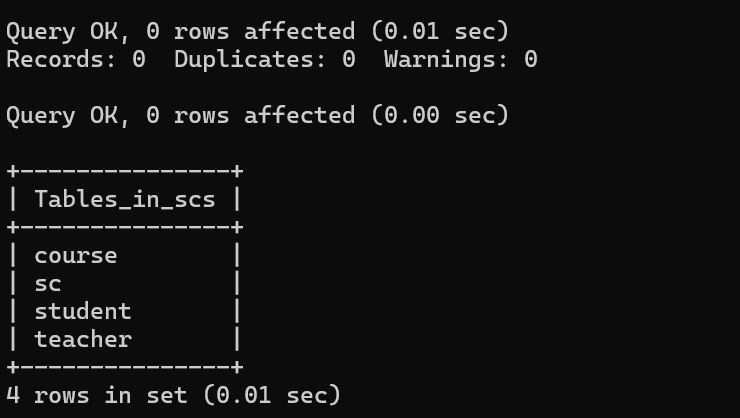 Query OK, 0 rows affected (0.01 sec)
Records: 0  Duplicates: 0  Warnings: 0
Query OK, 0 rows affected (0.00 sec)
+---------------+
| Tables_in_scs |
+---------------+
| course        |
| sc            |
| student       |
| teacher       |
+---------------+
4 rows in set (0.01 sec)